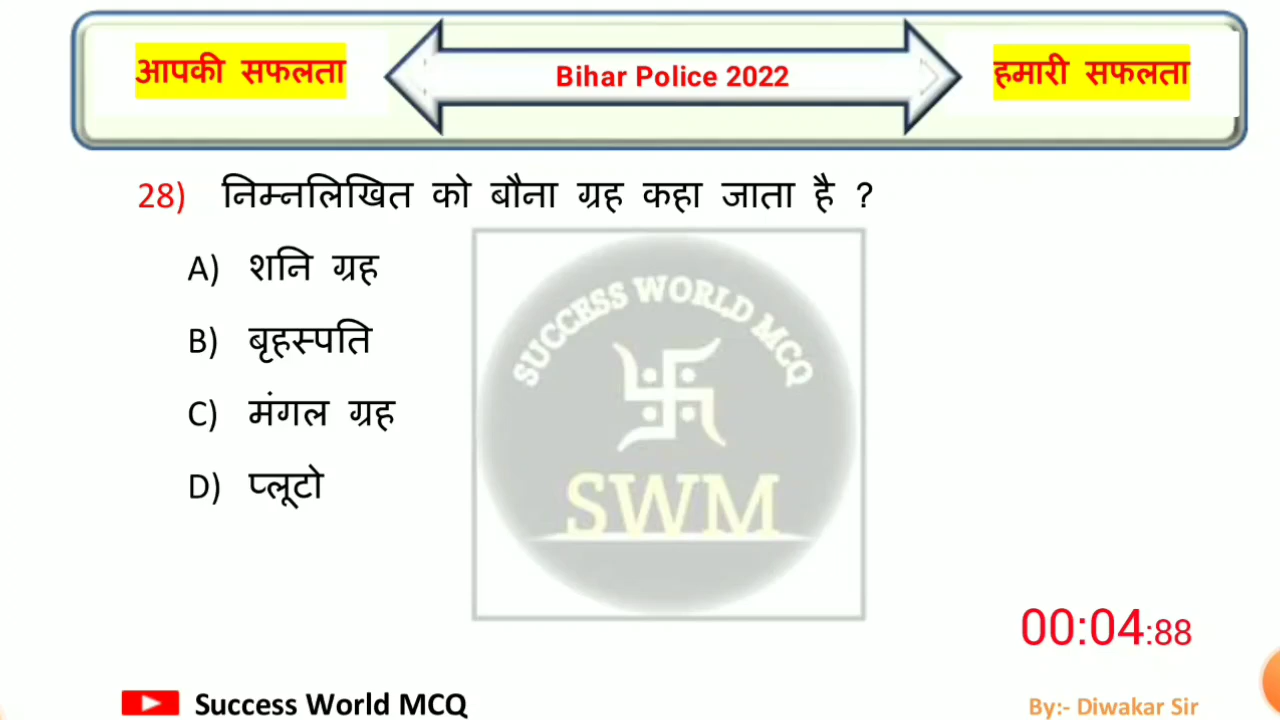 आपकी सफलता
Bihar Police 2022
हमारी सफलता
28) निम्नलिखित को बौना ग्रह कहा जाता है ?
A) शनि ग्रह
B) बृहस्पति
C) मंगल ग्रह
D) प्लूटो
SUCCESS WORLD MCQ
SWM
00:04:88
Success World MCQ
By:- Diwakar Sir